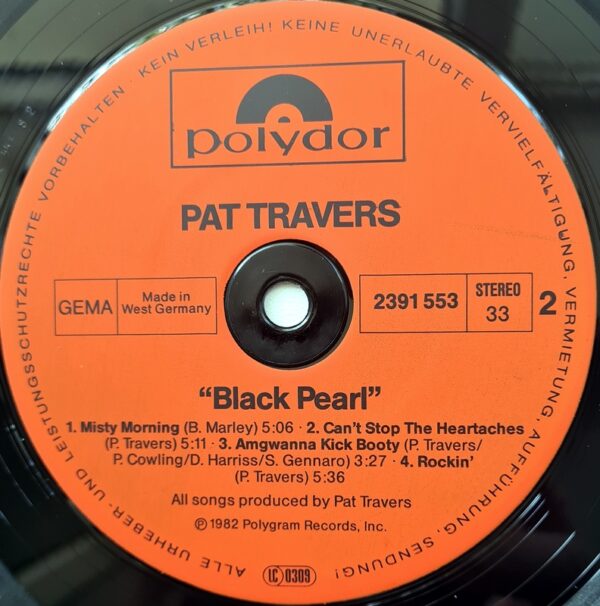 ALLE URHEBER- UND LEISTUNGSSCHUTZRECHTE VORBEHALTEN · KEIN VERLEIH! KEINE UNERLAUBTE VERVIELFÄLTIGUNG, VERMIETUNG, AUFFÜHRUNG, SENDUNG!
polydor
PAT TRAVERS
GEMA
Made in
West Germany
2391 553
STEREO
33
2
“Black Pearl”
1. Misty Morning (B. Marley) 5:06 · 2. Can't Stop The Heartaches
(P. Travers) 5:11 · 3. Amgwanna Kick Booty (P. Travers/
P. Cowling/D. Harriss/S. Gennaro) 3:27 · 4. Rockin'
(P. Travers) 5:36
All songs produced by Pat Travers
℗ 1982 Polygram Records, Inc.
LC 0309